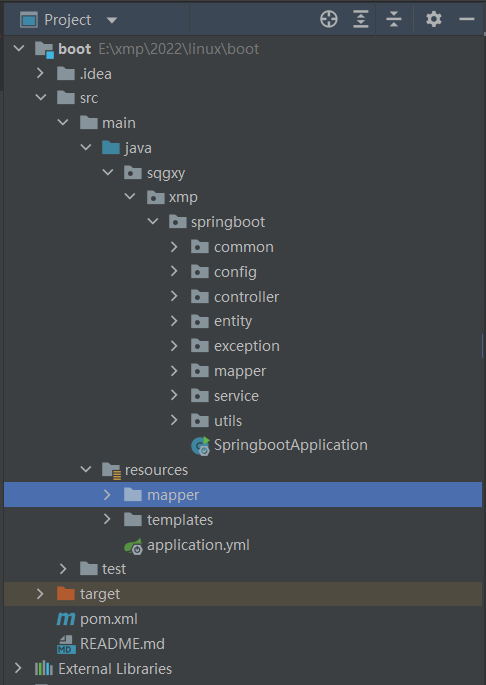 Project
boot E:\xmp\2022\linux\boot
.idea
src
main
java
sqgxy
xmp
springboot
common
config
controller
entity
exception
mapper
service
utils
SpringbootApplication
resources
mapper
templates
application.yml
test
target
pom.xml
README.md
External Libraries